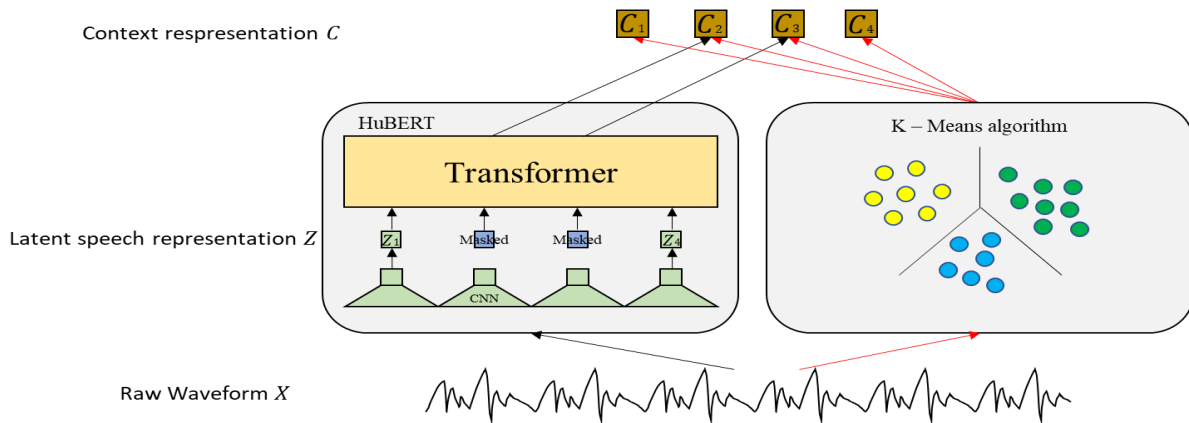 Context respresentation C
C1 C2 C3 C4
HuBERT
K – Means algorithm
Transformer
Latent speech representation Z
Z1 Masked Masked Z4
CNN
Raw Waveform X